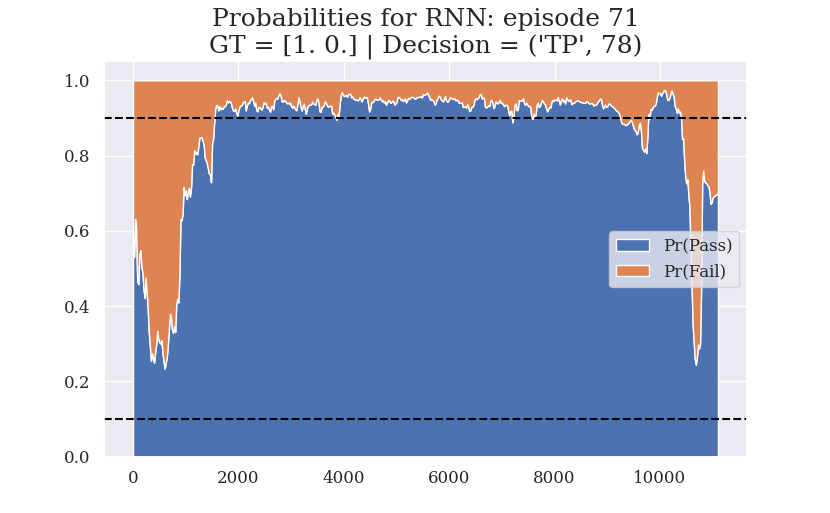 Probabilities for RNN: episode 71
GT = [1. 0.] | Decision = ('TP', 78)
1.0
0.8
0.6
0.4
0.2
0.0
Pr(Pass)
Pr(Fail)
0 2000 4000 6000 8000 10000